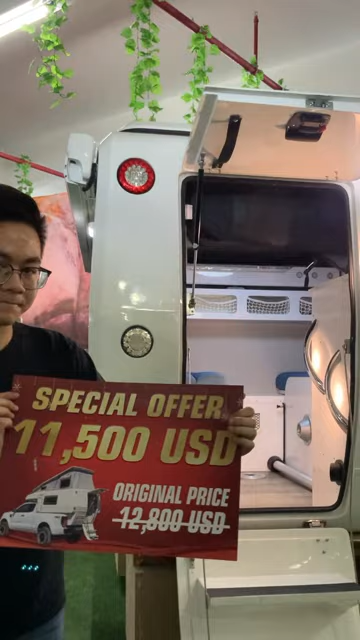 SPECIAL OFFER
11,500 USD
ORIGINAL PRICE
12,800 USD